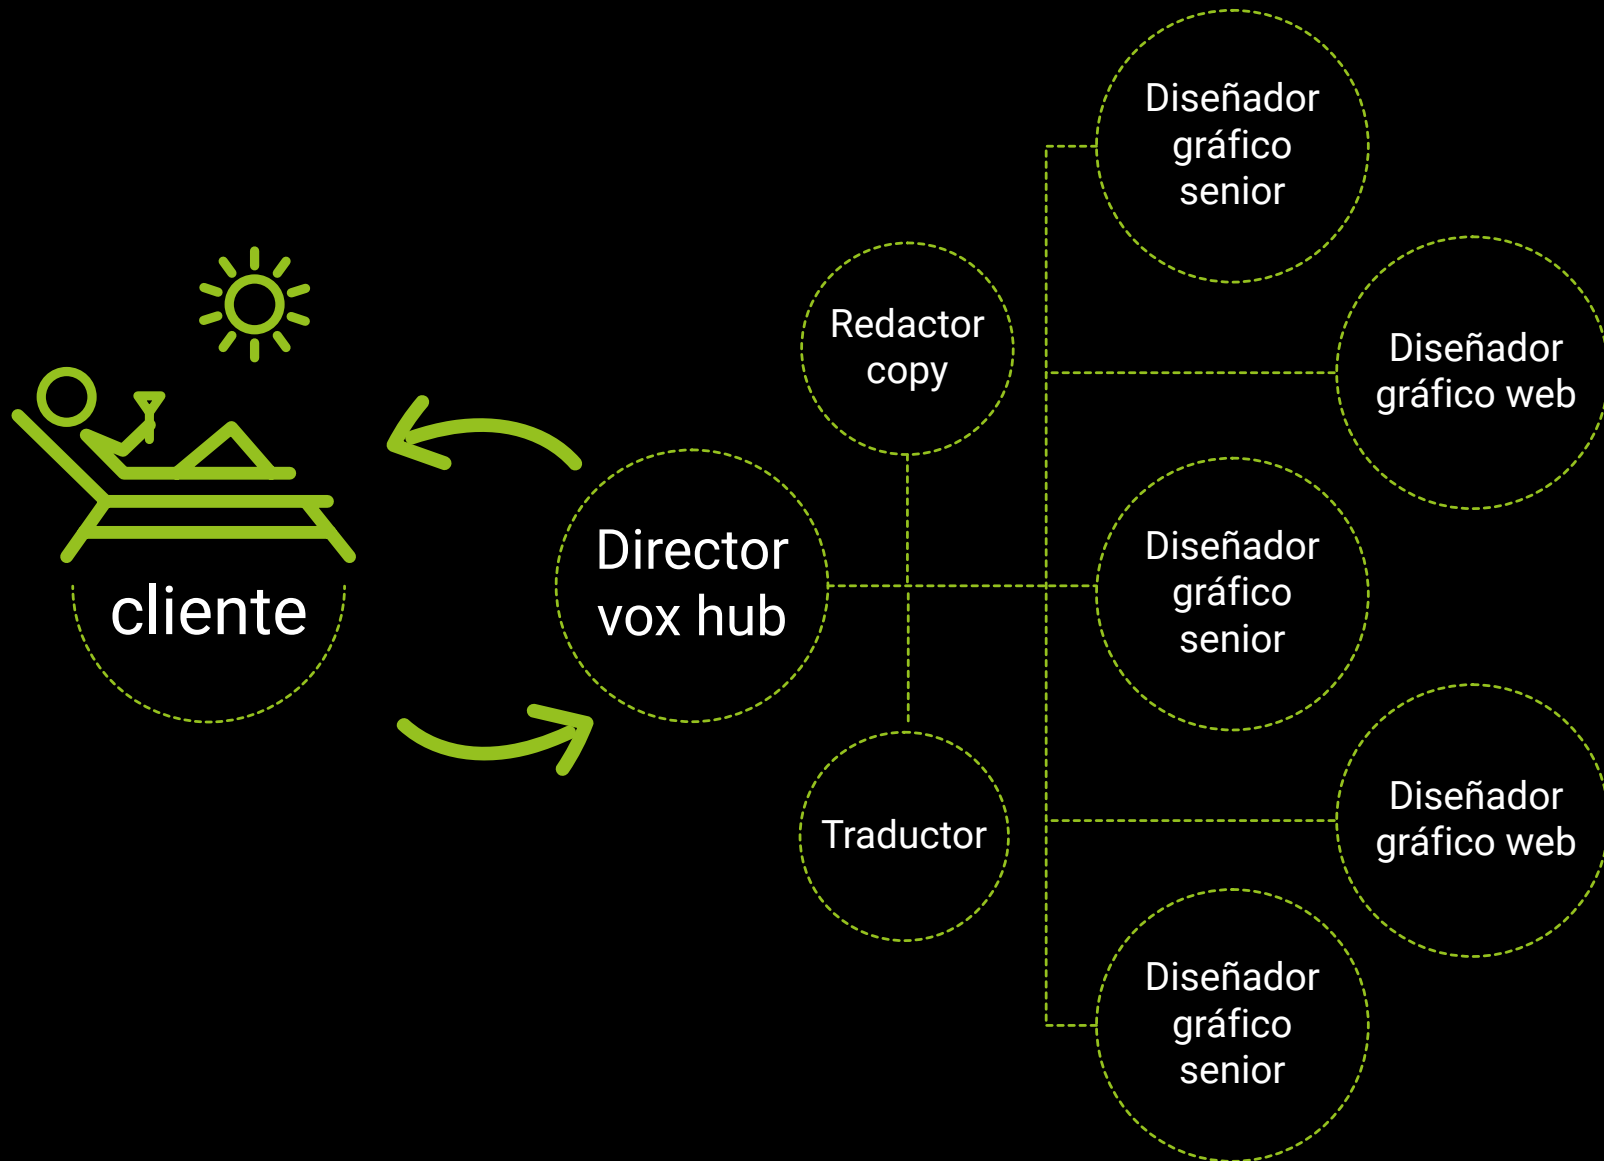 cliente
Director
vox hub
Redactor
copy
Traductor
Diseñador
gráfico
senior
Diseñador
gráfico web
Diseñador
gráfico
senior
Diseñador
gráfico web
Diseñador
gráfico
senior